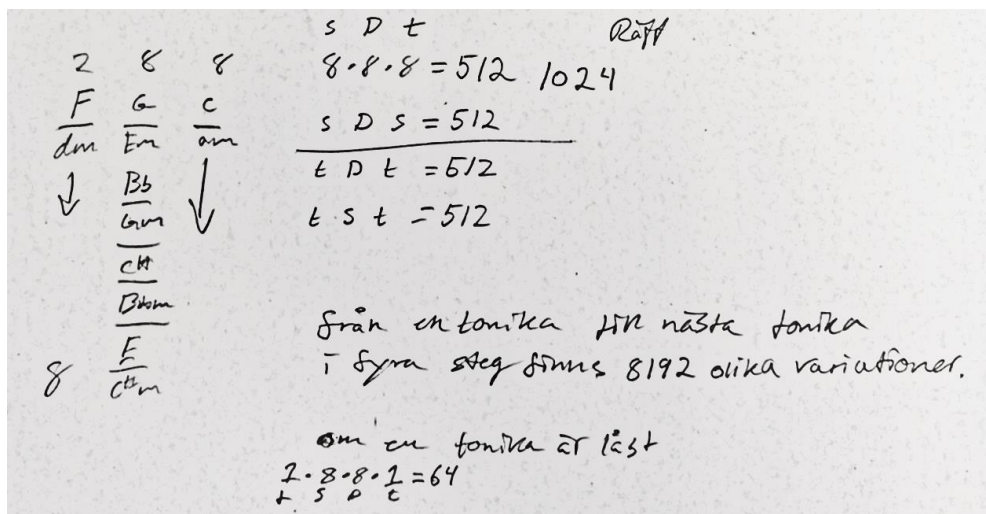 s D t
Rätt
2 8 8
8·8·8 = 512 1024
F G C
dm Em am
s D S = 512
t D t = 512
Bb
Gm
t s t = 512
C#
Bbm
E
8 C#m
från en tonika till nästa tonika
i fyra steg finns 8192 olika variationer.
om en tonika är låst
1·8·8·1 = 64
t s D t